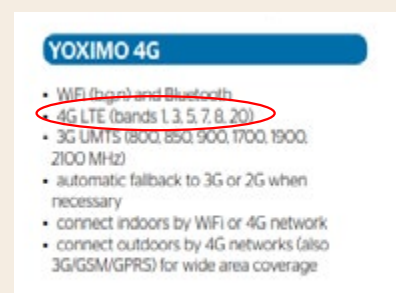 YOXIMO 4G
• WiFi (b,g,n) and Bluetooth
• 4G LTE (bands 1, 3, 5, 7, 8, 20)
• 3G UMTS (800, 850, 900, 1700, 1900,
2100 MHz)
• automatic fallback to 3G or 2G when
necessary
• connect indoors by WiFi or 4G network
• connect outdoors by 4G networks (also
3G/GSM/GPRS) for wide area coverage